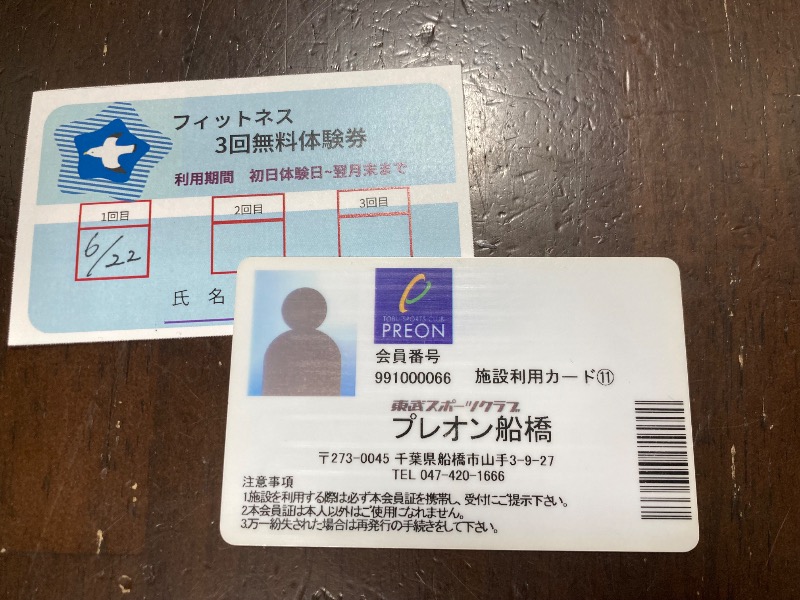 フィットネス
3回無料体験券
利用期間 初日体験日~翌月末まで
1回目 2回目 3回目
6/22
氏 名
TOBU SPORTS CLUB
PREON
会員番号
991000066 施設利用カード⑪
東武スポーツクラブ
プレオン船橋
〒273-0045 千葉県船橋市山手3-9-27
TEL 047-420-1666
注意事項
1.施設を利用する際は必ず本会員証を携帯し、受付にご提示下さい。
2.本会員証は本人以外はご使用になれません。
3.万一紛失された場合は再発行の手続きをして下さい。